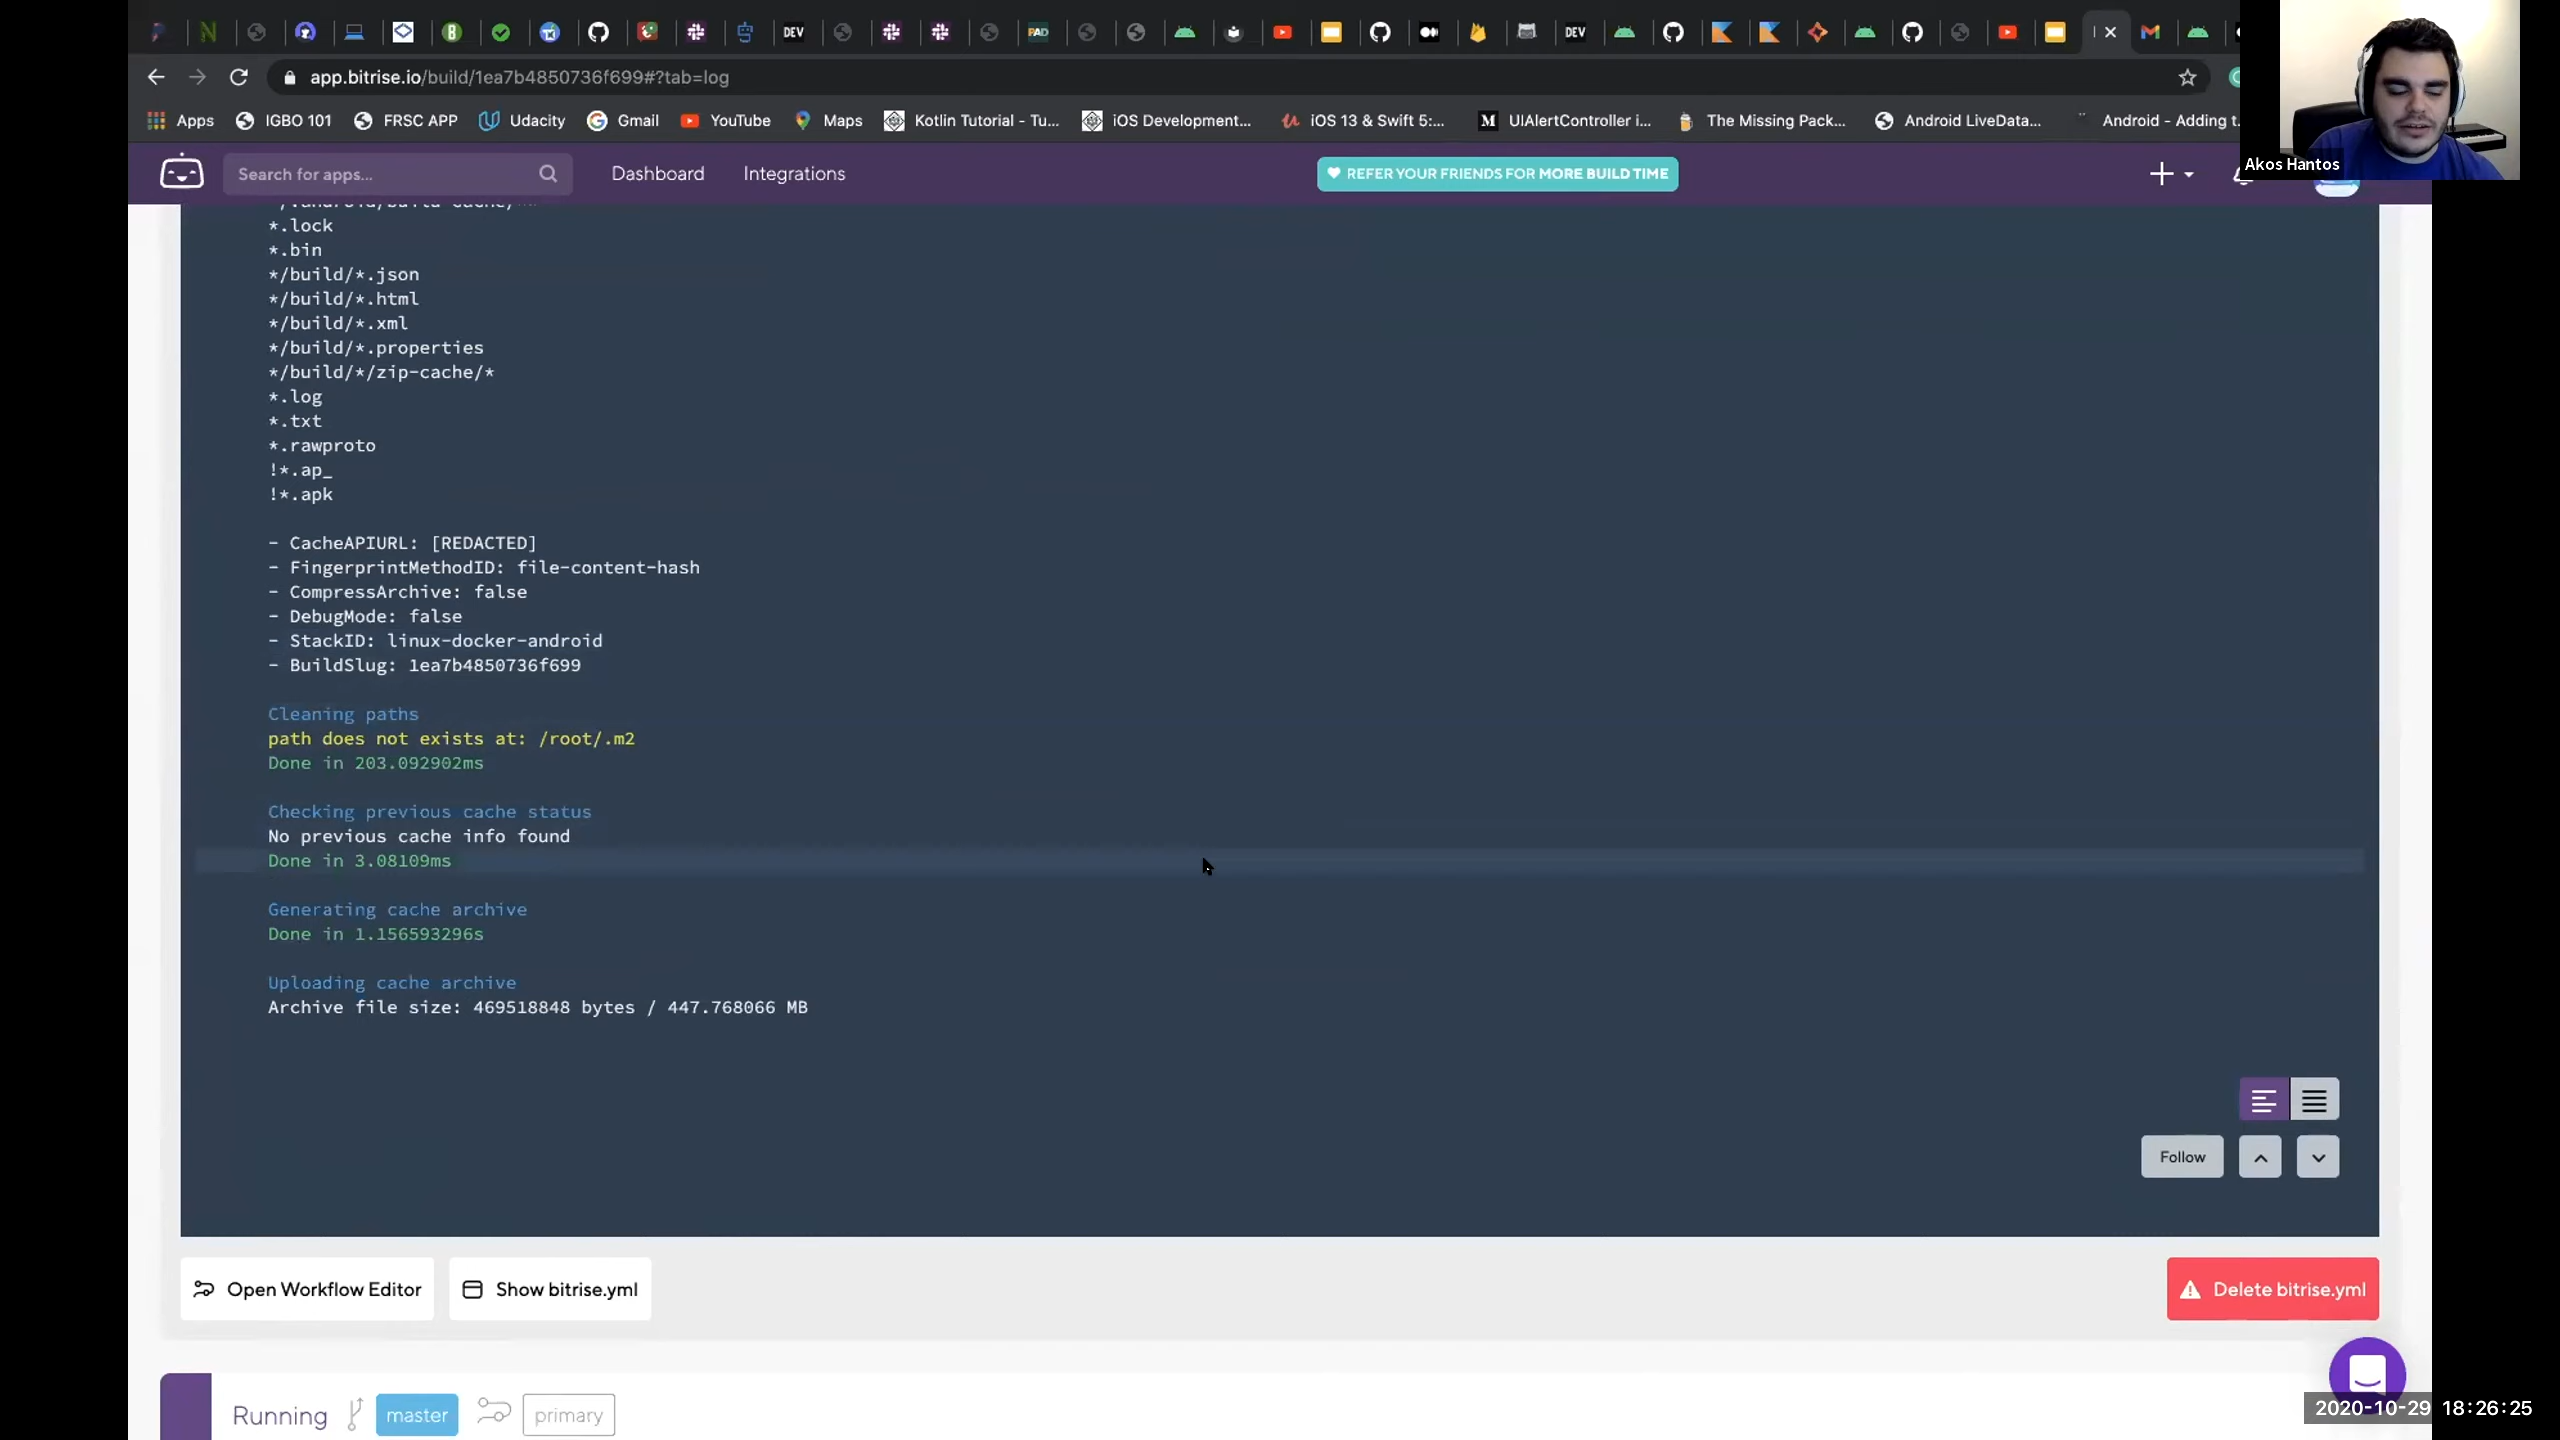 DEV
PAD
DEV
app.bitrise.io/build/1ea7b4850736f699#?tab=log
Apps IGBO 101 FRSC APP Udacity Gmail YouTube Maps Kotlin Tutorial - Tu... iOS Development... iOS 13 & Swift 5:... UIAlertController i... The Missing Pack... Android LiveData... Android - Adding t.
Akos Hantos
Search for apps... Dashboard Integrations REFER YOUR FRIENDS FOR MORE BUILD TIME
*.lock
*.bin
*/build/*.json
*/build/*.html
*/build/*.xml
*/build/*.properties
*/build/*/zip-cache/*
*.log
*.txt
*.rawproto
!*.ap_
!*.apk
- CacheAPIURL: [REDACTED]
- FingerprintMethodID: file-content-hash
- CompressArchive: false
- DebugMode: false
- StackID: linux-docker-android
- BuildSlug: 1ea7b4850736f699
Cleaning paths
path does not exists at: /root/.m2
Done in 203.092902ms
Checking previous cache status
No previous cache info found
Done in 3.08109ms
Generating cache archive
Done in 1.156593296s
Uploading cache archive
Archive file size: 469518848 bytes / 447.768066 MB
Follow
Open Workflow Editor Show bitrise.yml Delete bitrise.yml
Running master primary
2020-10-29 18:26:25